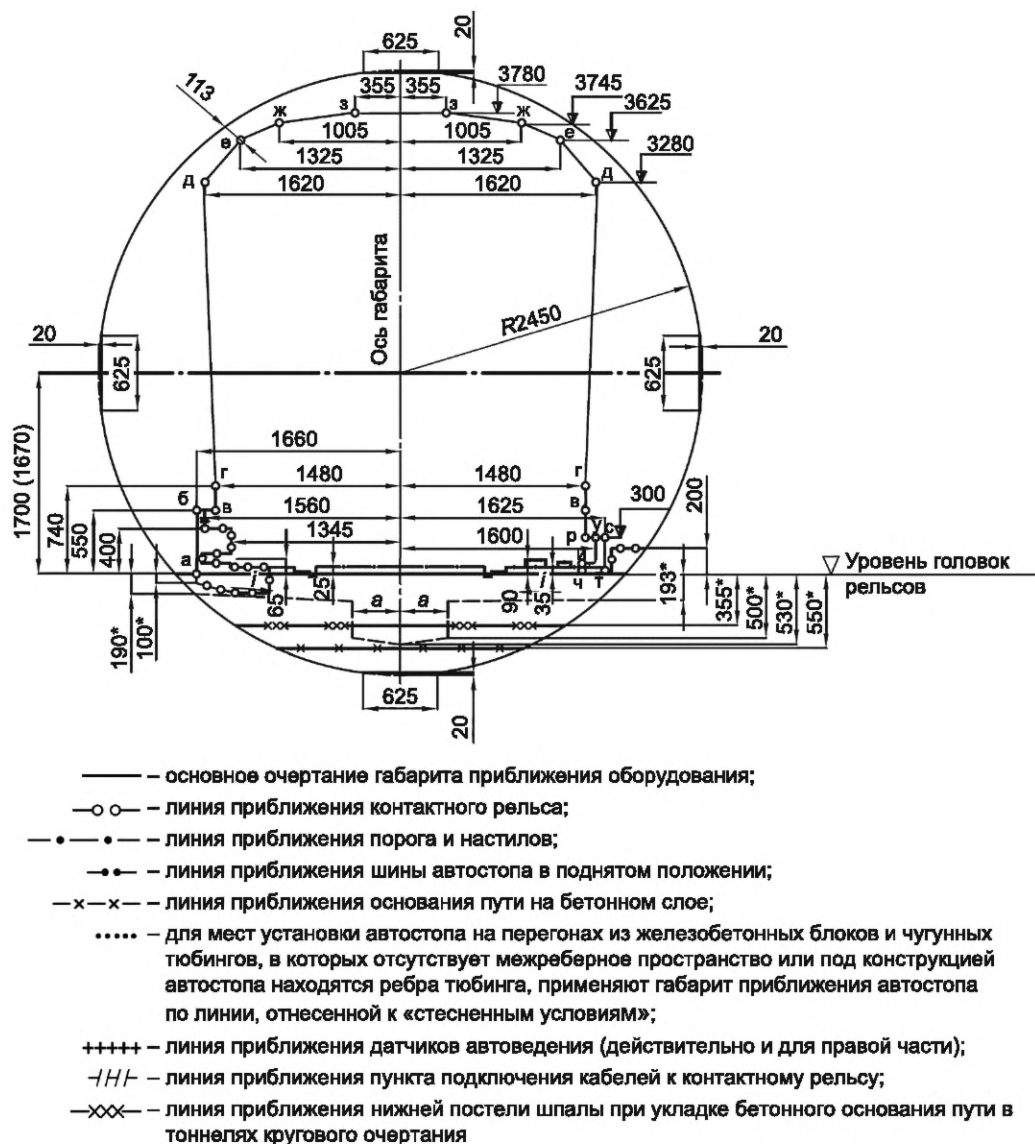 625
20
355 355
3780
3745
3625
3280
113
з з
ж ж
1005 1005
е е
1325 1325
д д
1620 1620
Ось габарита
R2450
20
625
625
20
1700 (1670)
1660
г г
1480 1480
б в в
1560 1625
у с 300
200
740
550
400
1345
1600
р
а
ч т
i i
65
25
90
35
а а
193*
355*
500*
530*
550*
190*
100*
Уровень головок
рельсов
625
20
– основное очертание габарита приближения оборудования;
– линия приближения контактного рельса;
– линия приближения порога и настилов;
– линия приближения шины автостопа в поднятом положении;
– линия приближения основания пути на бетонном слое;
– для мест установки автостопа на перегонах из железобетонных блоков и чугунных
тюбингов, в которых отсутствует межреберное пространство или под конструкцией
автостопа находятся ребра тюбинга, применяют габарит приближения автостопа
по линии, отнесенной к «стесненным условиям»;
– линия приближения датчиков автоведения (действительно и для правой части);
– линия приближения пункта подключения кабелей к контактному рельсу;
– линия приближения нижней постели шпалы при укладке бетонного основания пути в
тоннелях кругового очертания